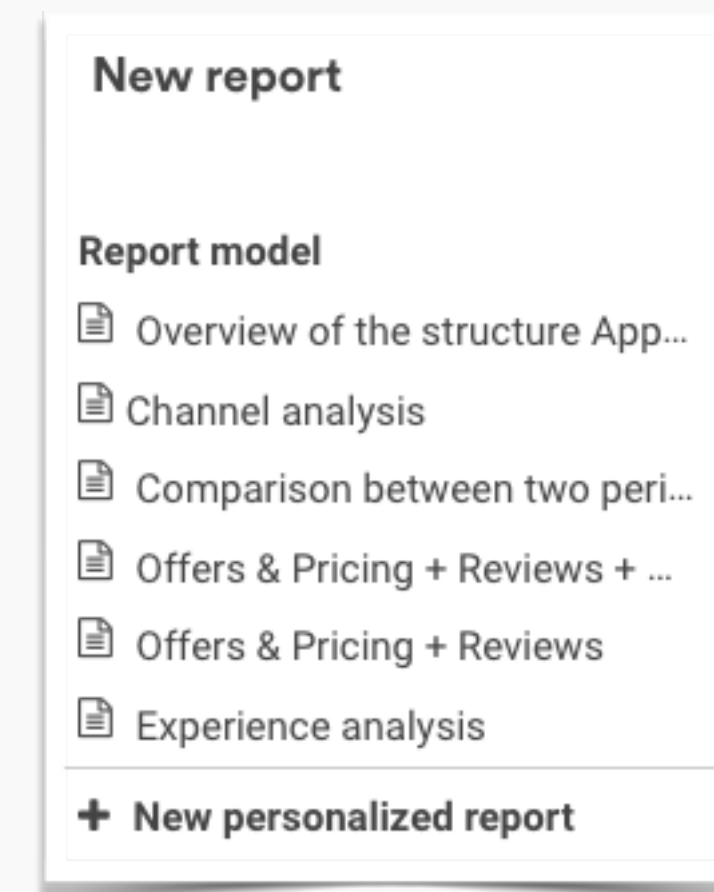 New report
Report model
Overview of the structure App...
Channel analysis
Comparison between two peri...
Offers & Pricing + Reviews + ...
Offers & Pricing + Reviews
Experience analysis
+ New personalized report